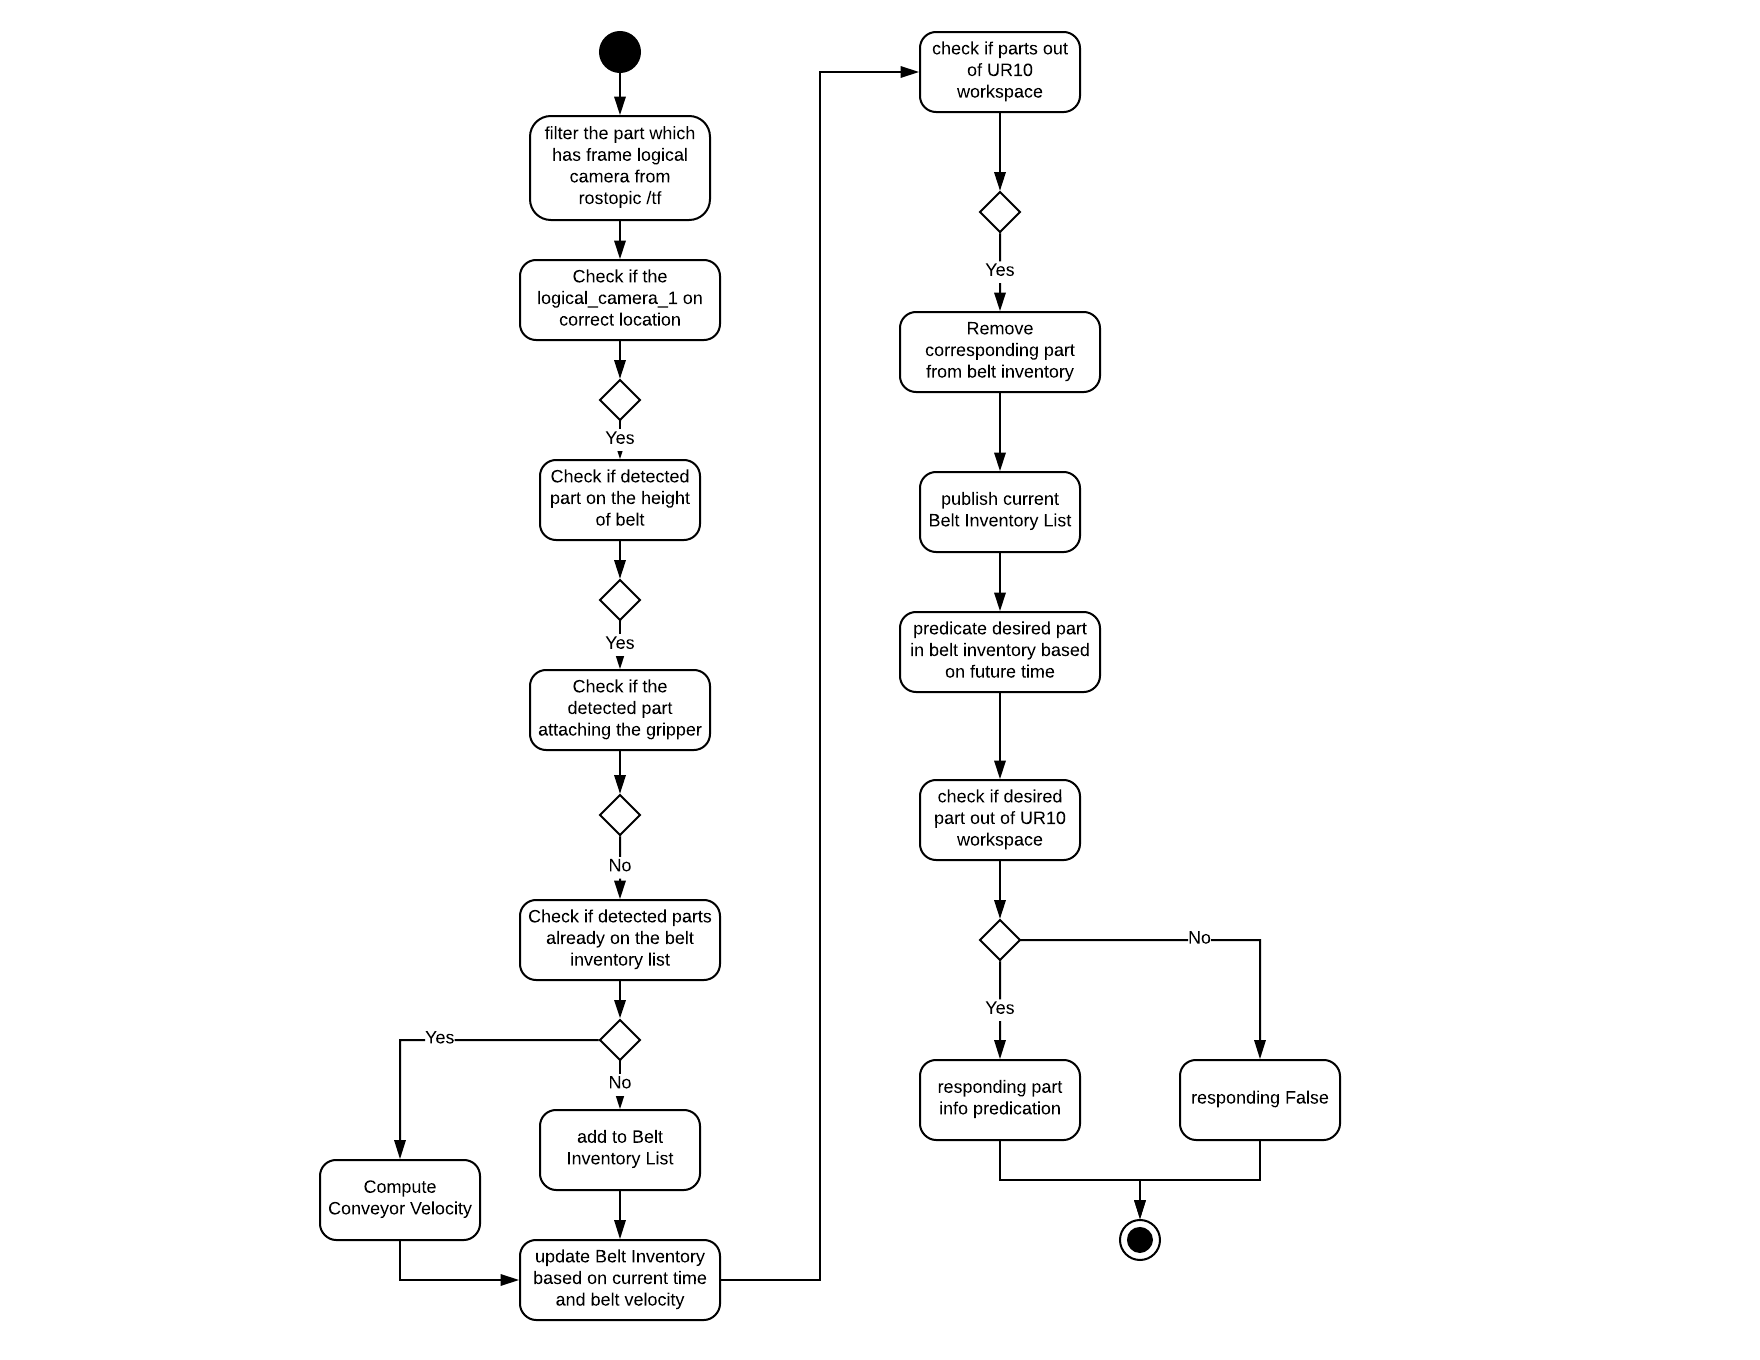 filter the part which
has frame logical
camera from
rostopic /tf
Check if the
logical_camera_1 on
correct location
Yes
Check if detected
part on the height
of belt
Yes
Check if the
detected part
attaching the gripper
No
Check if detected parts
already on the belt
inventory list
Yes
No
add to Belt
Inventory List
Compute
Conveyor Velocity
update Belt Inventory
based on current time
and belt velocity
check if parts out
of UR10
workspace
Yes
Remove
corresponding part
from belt inventory
publish current
Belt Inventory List
predicate desired part
in belt inventory based
on future time
check if desired
part out of UR10
workspace
No
Yes
responding part
info predication
responding False